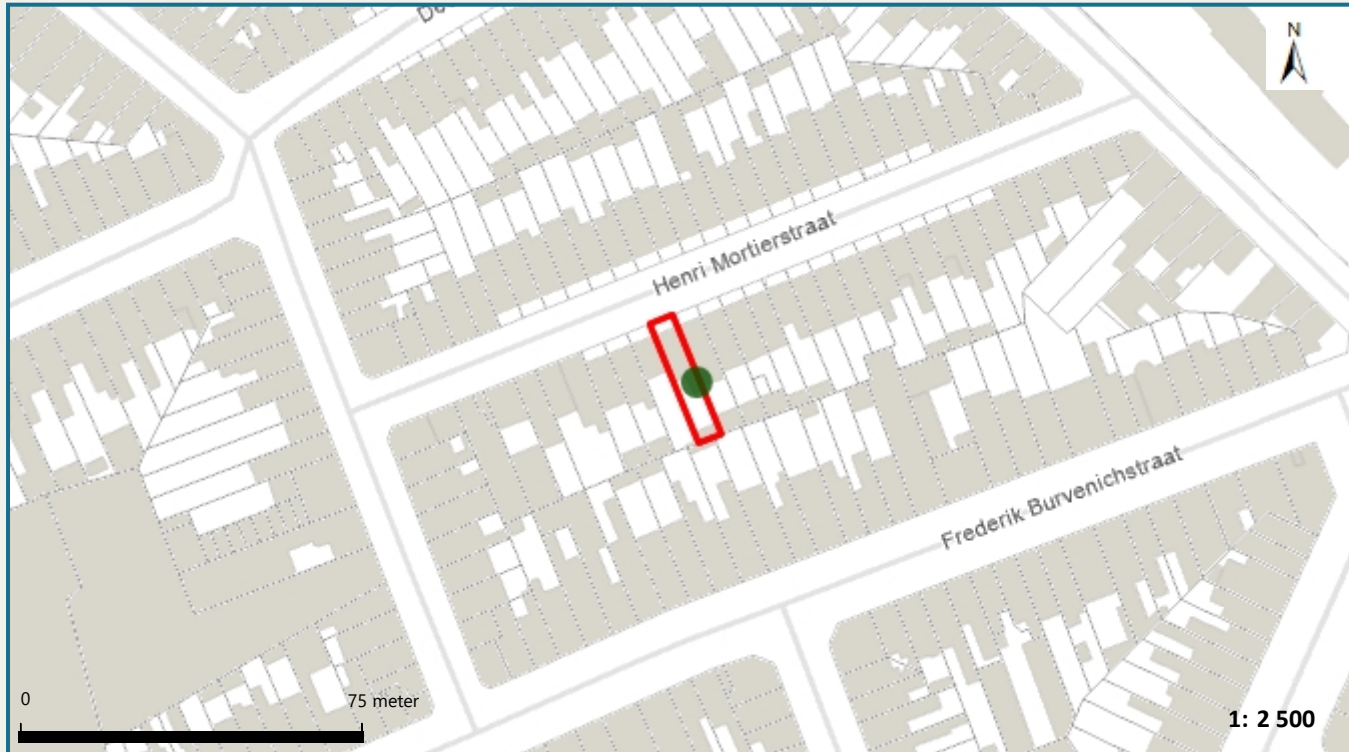 N
Henri Mortierstraat
Frederik Burvenichstraat
0
75 meter
1: 2 500